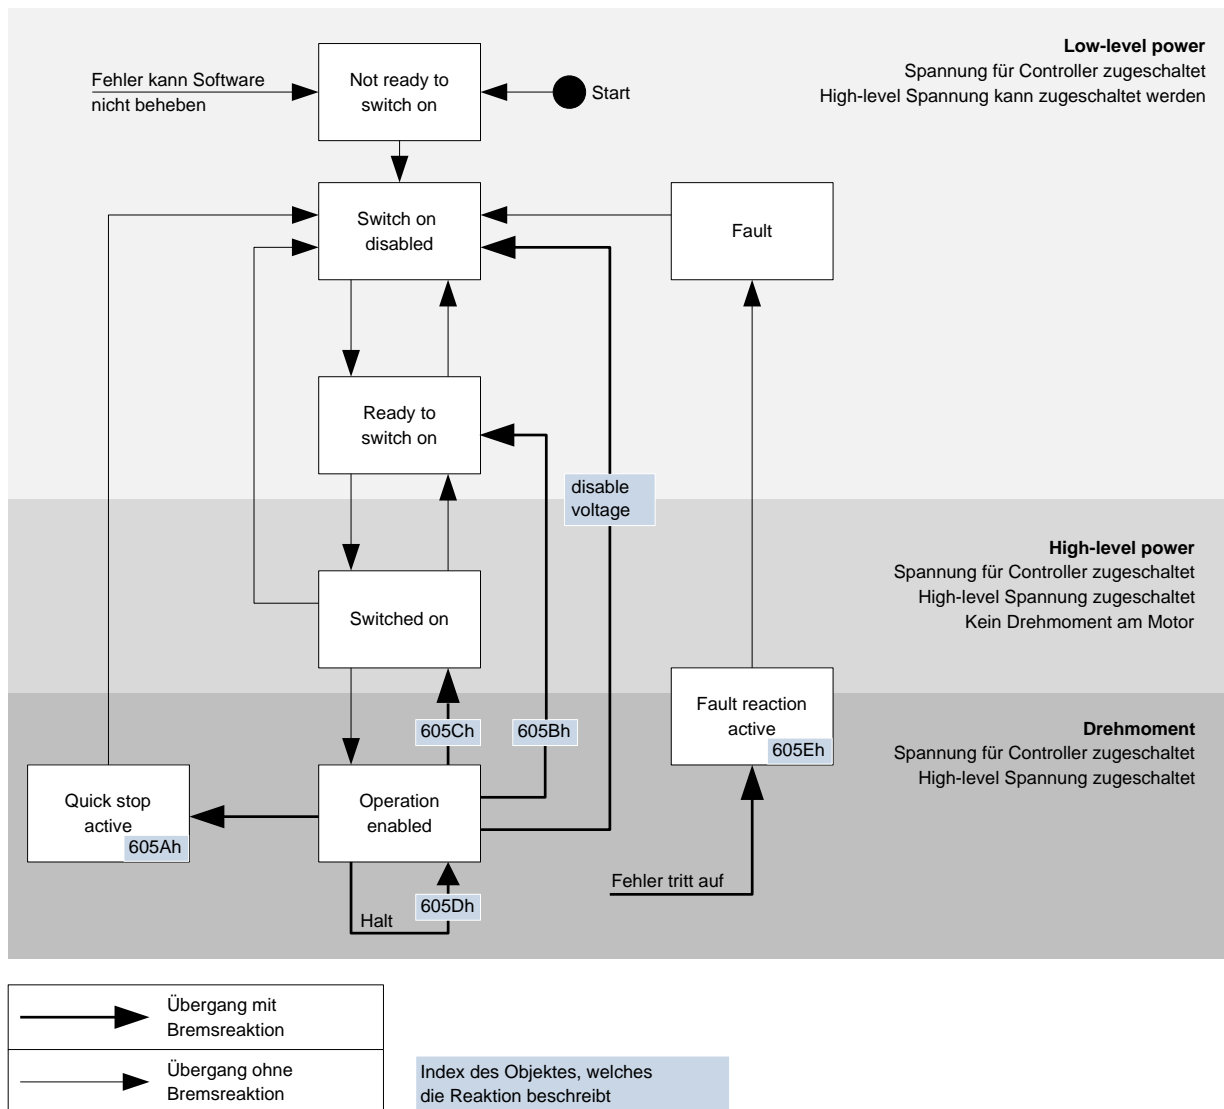 Low-level power
Spannung für Controller zugeschaltet
High-level Spannung kann zugeschaltet werden
Fehler kann Software
nicht beheben
Not ready to
switch on
Start
Switch on
disabled
Fault
Ready to
switch on
disable
voltage
High-level power
Spannung für Controller zugeschaltet
High-level Spannung zugeschaltet
Kein Drehmoment am Motor
Switched on
Fault reaction
active
605Eh
605Ch
605Bh
Drehmoment
Spannung für Controller zugeschaltet
High-level Spannung zugeschaltet
Quick stop
active
605Ah
Operation
enabled
Fehler tritt auf
605Dh
Halt
Übergang mit
Bremsreaktion
Übergang ohne
Bremsreaktion
Index des Objektes, welches
die Reaktion beschreibt